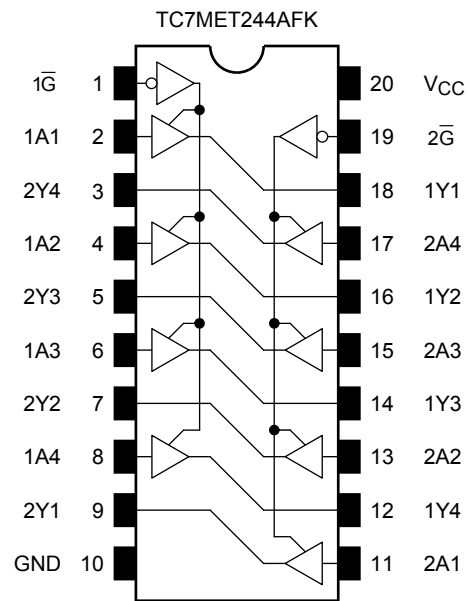 TC7MET244AFK
1G̅ 1 20 VCC
1A1 2 19 2G̅
2Y4 3 18 1Y1
1A2 4 17 2A4
2Y3 5 16 1Y2
1A3 6 15 2A3
2Y2 7 14 1Y3
1A4 8 13 2A2
2Y1 9 12 1Y4
GND 10 11 2A1